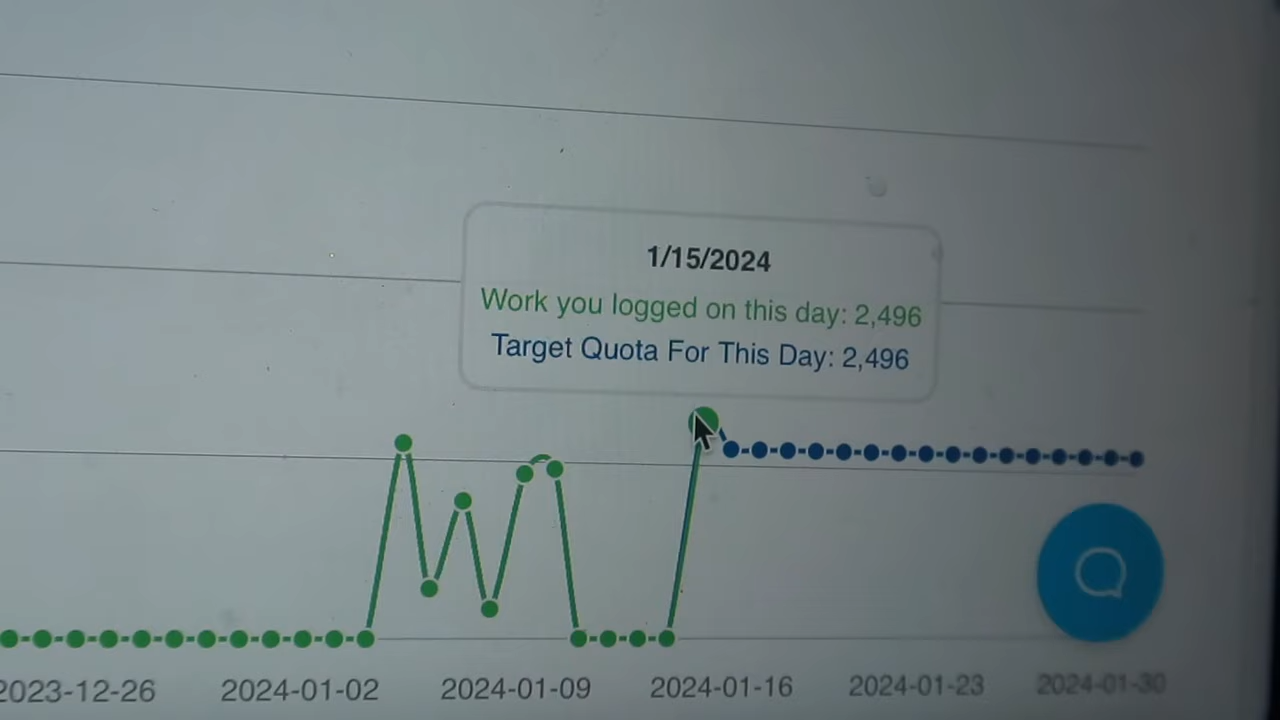 1/15/2024
Work you logged on this day: 2,496
Target Quota For This Day: 2,496
2023-12-26 2024-01-02 2024-01-09 2024-01-16 2024-01-23 2024-01-30